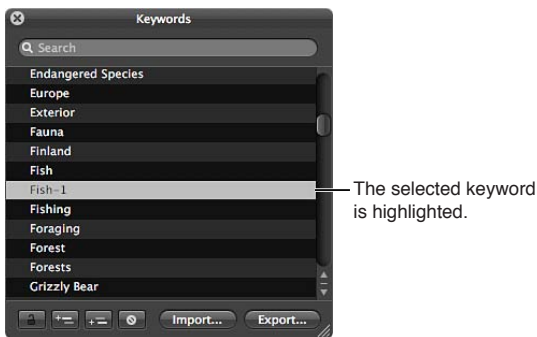 Keywords
Search
Endangered Species
Europe
Exterior
Fauna
Finland
Fish
Fish-1
Fishing
Foraging
Forest
Forests
Grizzly Bear
Import... Export...
The selected keyword
is highlighted.